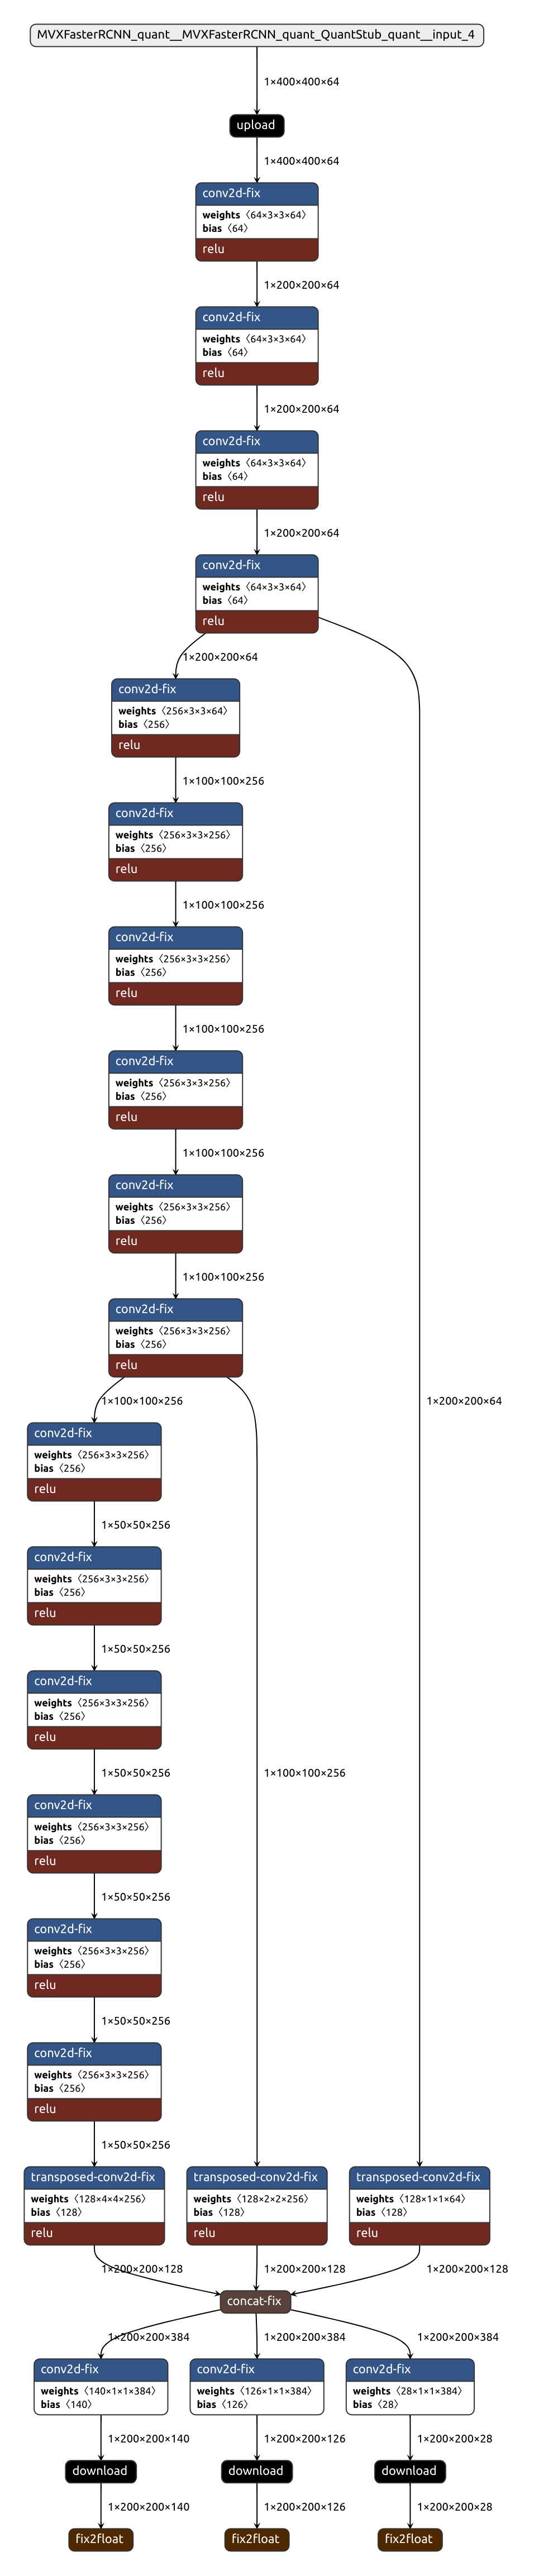 MVXFasterRCNN_quant__MVXFasterRCNN_quant_QuantStub_quant__input_4
1×400×400×64
upload
1×400×400×64
conv2d-fix
weights〈64×3×3×64〉
bias〈64〉
relu
1×200×200×64
conv2d-fix
weights〈64×3×3×64〉
bias〈64〉
relu
1×200×200×64
conv2d-fix
weights〈64×3×3×64〉
bias〈64〉
relu
1×200×200×64
conv2d-fix
weights〈64×3×3×64〉
bias〈64〉
relu
1×200×200×64
conv2d-fix
weights〈256×3×3×64〉
bias〈256〉
relu
1×100×100×256
conv2d-fix
weights〈256×3×3×256〉
bias〈256〉
relu
1×100×100×256
conv2d-fix
weights〈256×3×3×256〉
bias〈256〉
relu
1×100×100×256
conv2d-fix
weights〈256×3×3×256〉
bias〈256〉
relu
1×100×100×256
conv2d-fix
weights〈256×3×3×256〉
bias〈256〉
relu
1×100×100×256
conv2d-fix
weights〈256×3×3×256〉
bias〈256〉
relu
1×100×100×256 1×200×200×64
conv2d-fix
weights〈256×3×3×256〉
bias〈256〉
relu
1×50×50×256
conv2d-fix
weights〈256×3×3×256〉
bias〈256〉
relu
1×50×50×256
conv2d-fix
weights〈256×3×3×256〉
bias〈256〉
relu
1×50×50×256 1×100×100×256
conv2d-fix
weights〈256×3×3×256〉
bias〈256〉
relu
1×50×50×256
conv2d-fix
weights〈256×3×3×256〉
bias〈256〉
relu
1×50×50×256
conv2d-fix
weights〈256×3×3×256〉
bias〈256〉
relu
1×50×50×256
transposed-conv2d-fix transposed-conv2d-fix transposed-conv2d-fix
weights〈128×4×4×256〉 weights〈128×2×2×256〉 weights〈128×1×1×64〉
bias〈128〉 bias〈128〉 bias〈128〉
relu relu relu
1×200×200×128 1×200×200×128 1×200×200×128
concat-fix
1×200×200×384 1×200×200×384 1×200×200×384
conv2d-fix conv2d-fix conv2d-fix
weights〈140×1×1×384〉 weights〈126×1×1×384〉 weights〈28×1×1×384〉
bias〈140〉 bias〈126〉 bias〈28〉
1×200×200×140 1×200×200×126 1×200×200×28
download download download
1×200×200×140 1×200×200×126 1×200×200×28
fix2float fix2float fix2float